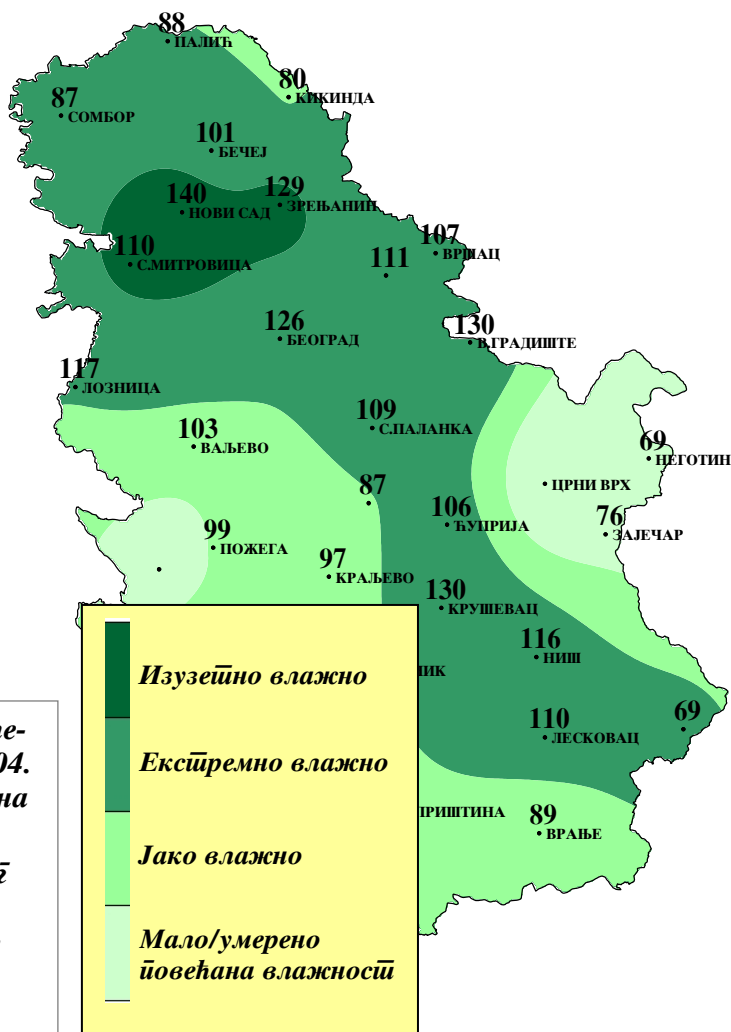 88
ПАЛИЋ
80
КИКИНДА
87
СОМБОР
101
БЕЧЕЈ
129
ЗРЕЊАНИН
140
НОВИ САД
107
ВРШАЦ
110
С.МИТРОВИЦА
111
126
БЕОГРАД
130
В.ГРАДИШТЕ
117
ЛОЗНИЦА
109
С.ПАЛАНКА
103
ВАЉЕВО
69
НЕГОТИН
87
ЦРНИ ВРХ
106
ЋУПРИЈА
76
ЗАЈЕЧАР
99
ПОЖЕГА
97
КРАЉЕВО
130
КРУШЕВАЦ
116
НИШ
110
ЛЕСКОВАЦ
69
89
ВРАЊЕ
Изузетно влажно
Екстремно влажно
Јако влажно
Мало/умерено
повећана влажност
04.